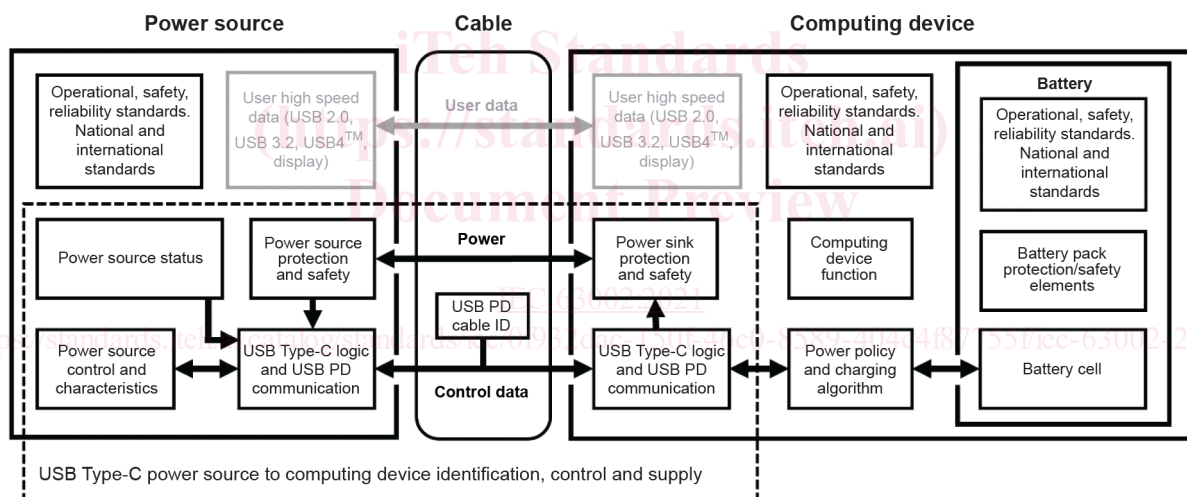 Power source
Cable
Computing device
iTeh Standards
(https://standards.iteh.ai)
Document Preview
Operational, safety,
reliability standards.
National and
international
standards
User high speed
data (USB 2.0,
USB 3.2, USB4™,
display)
User data
User high speed
data (USB 2.0,
USB 3.2, USB4™,
display)
Operational, safety,
reliability standards.
National and
international
standards
Battery
Operational, safety,
reliability standards.
National and
international
standards
Power source status
Power source
protection
and safety
Power
Power sink
protection
and safety
Computing
device
function
Battery pack
protection/safety
elements
IEC 63002:2021
USB PD
cable ID
Power source
control and
characteristics
USB Type-C logic
and USB PD
communication
Control data
USB Type-C logic
and USB PD
communication
Power policy
and charging
algorithm
Battery cell
USB Type-C power source to computing device identification, control and supply